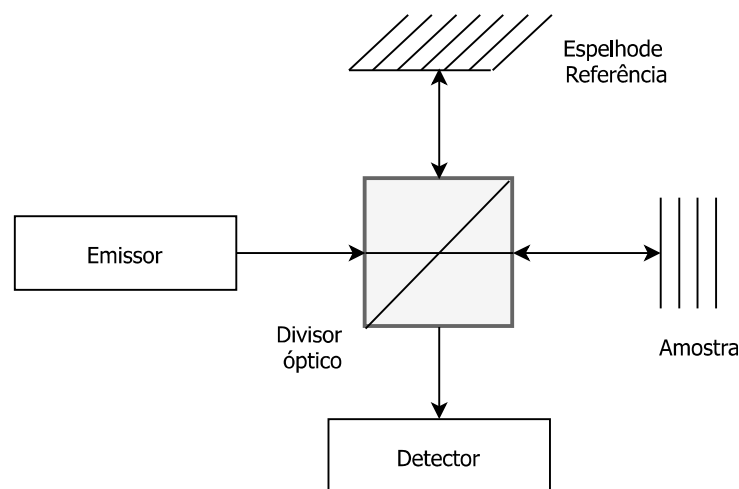 Espelhode
Referência
Emissor
Divisor
óptico
Amostra
Detector